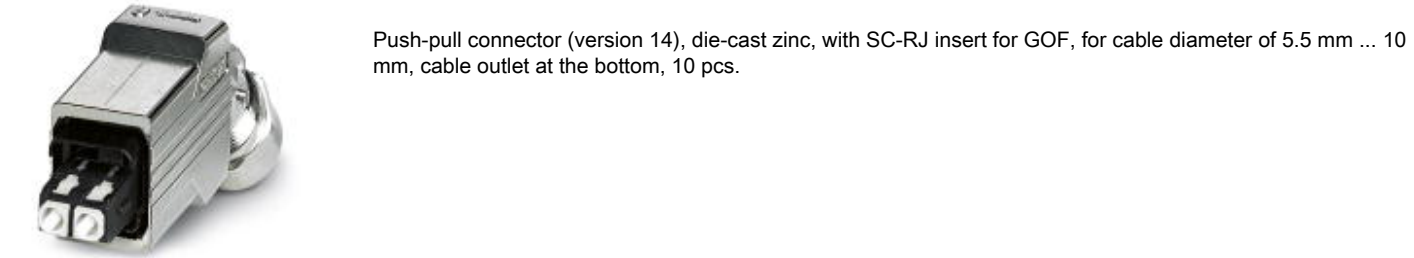 Push-pull connector (version 14), die-cast zinc, with SC-RJ insert for GOF, for cable diameter of 5.5 mm ... 10
mm, cable outlet at the bottom, 10 pcs.